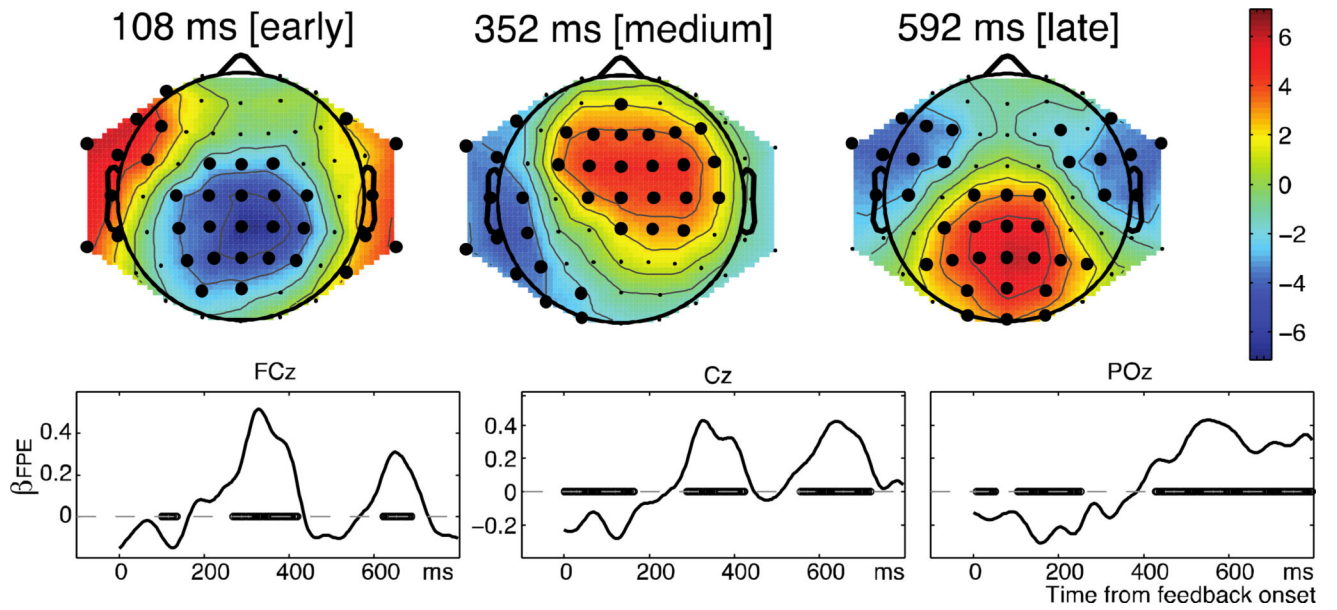 108 ms [early] 352 ms [medium] 592 ms [late]
6
4
2
0
−2
−4
−6
FCz Cz POz
βFPE
0.4
0.2
0
0.4
0.2
0
−0.2
0 200 400 600 ms 0 200 400 600 ms 0 200 400 600 ms
Time from feedback onset